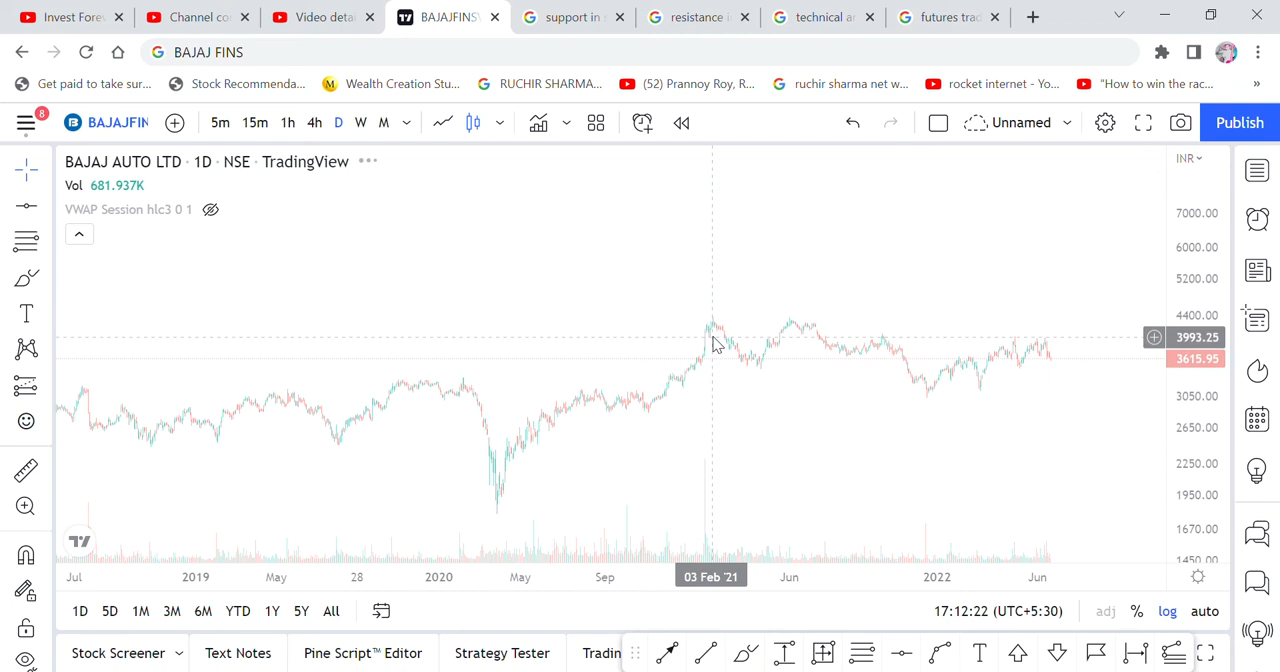 Invest Fore
Channel co
Video detai
BAJAJFINSV
support in s
resistance i
technical an
futures trad
BAJAJ FINS
Get paid to take sur...
Stock Recommenda...
M Wealth Creation Stu...
RUCHIR SHARMA...
(52) Prannoy Roy, R...
ruchir sharma net w...
rocket internet - Yo...
"How to win the rac...
»
8
B BAJAJFIN
5m 15m 1h 4h D W M
Unnamed
Publish
BAJAJ AUTO LTD · 1D · NSE · TradingView •••
INR
Vol 681.937K
VWAP Session hlc3 0 1
7000.00
6000.00
5200.00
4400.00
3993.25
3615.95
3050.00
2650.00
2250.00
1950.00
1670.00
1450.00
Jul 2019 May 28 2020 May Sep 03 Feb '21 Jun 2022 Jun
1D 5D 1M 3M 6M YTD 1Y 5Y All
17:12:22 (UTC+5:30) adj % log auto
Stock Screener Text Notes Pine Script™ Editor Strategy Tester Tradin